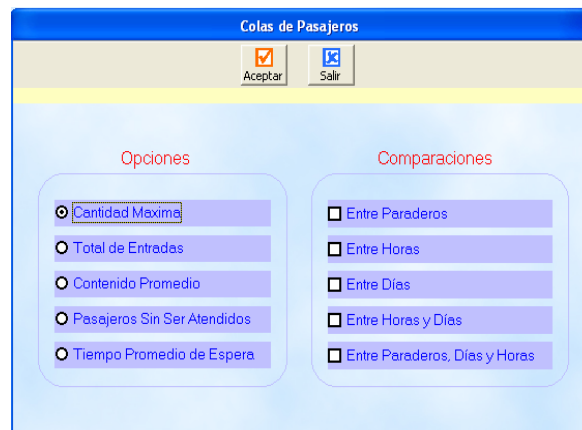 Colas de Pasajeros
Aceptar Salir
Opciones
Cantidad Maxima
Total de Entradas
Contenido Promedio
Pasajeros Sin Ser Atendidos
Tiempo Promedio de Espera
Comparaciones
Entre Paraderos
Entre Horas
Entre Días
Entre Horas y Días
Entre Paraderos, Días y Horas